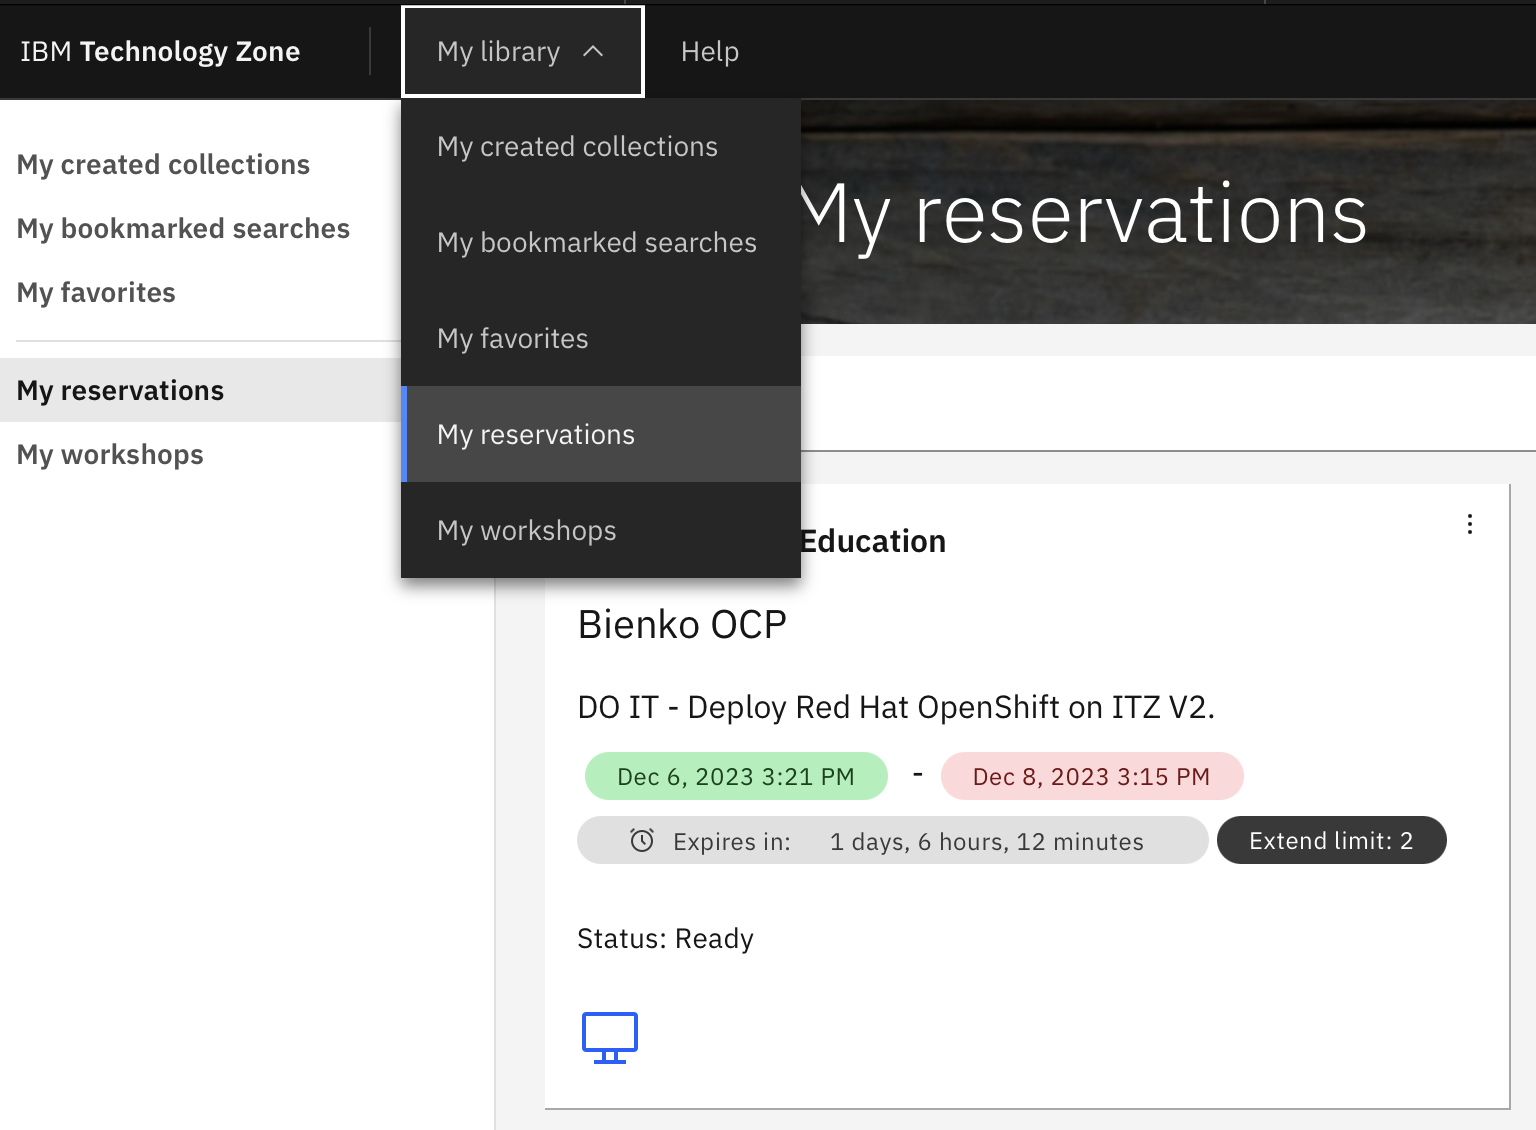 IBM Technology Zone
My library
Help
My created collections
My bookmarked searches
My favorites
My reservations
My workshops
My created collections
My bookmarked searches
My favorites
My reservations
My workshops
My reservations
Education
Bienko OCP
DO IT - Deploy Red Hat OpenShift on ITZ V2.
Dec 6, 2023 3:21 PM - Dec 8, 2023 3:15 PM
Expires in: 1 days, 6 hours, 12 minutes
Extend limit: 2
Status: Ready